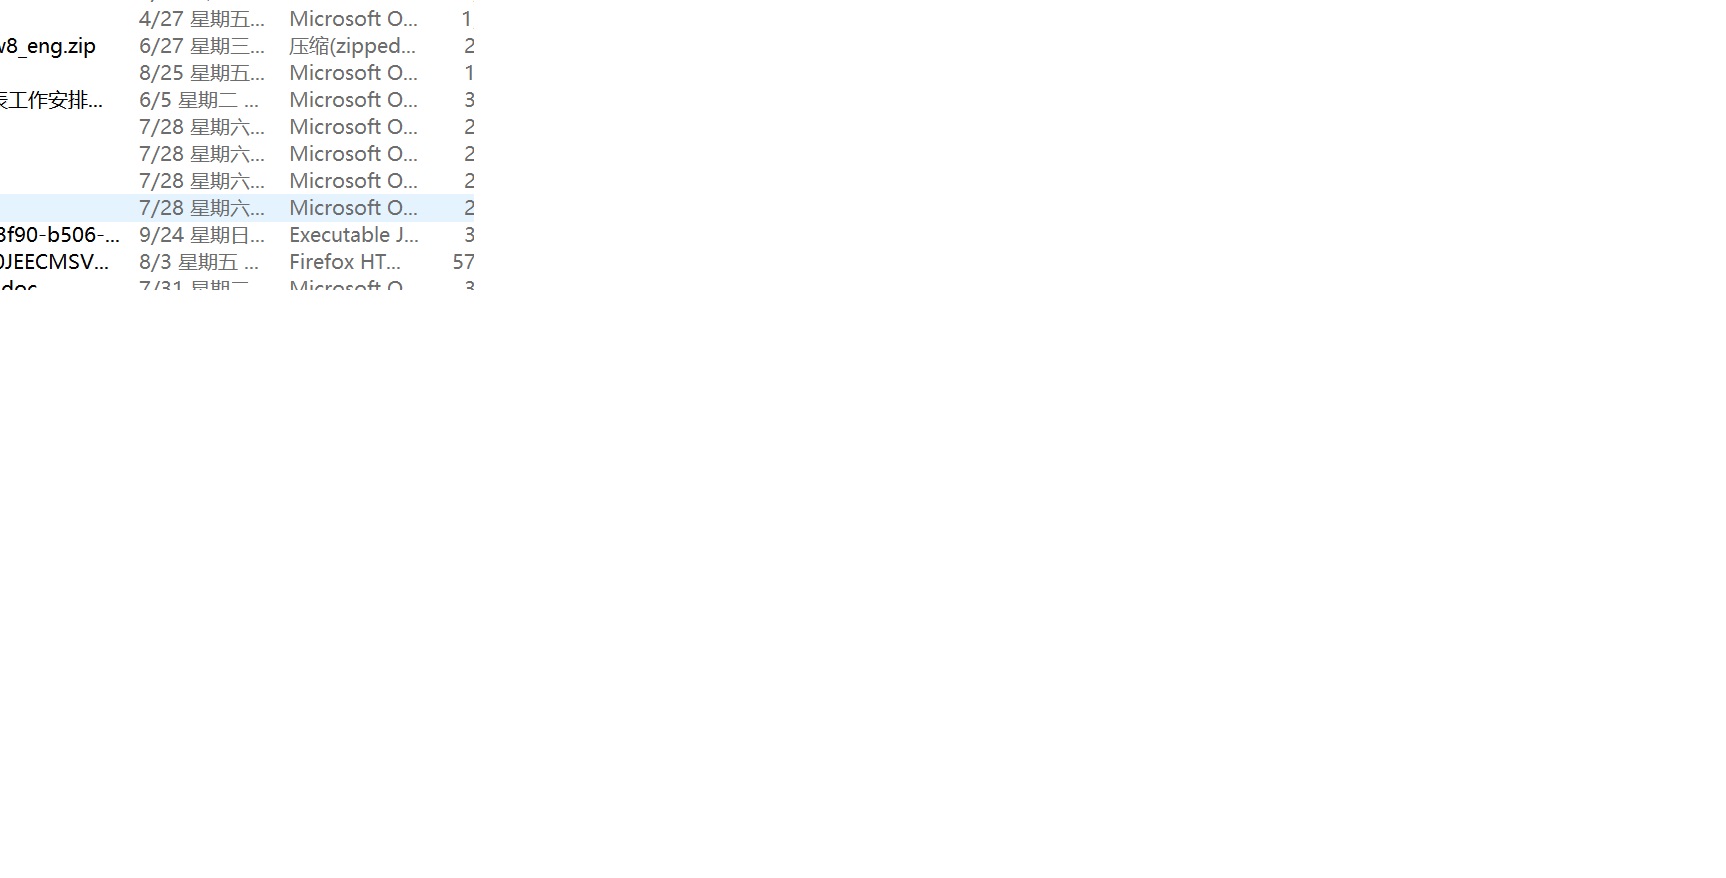 4/27 星期五... Microsoft O... 1
v8_eng.zip 6/27 星期三... 压缩(zipped... 2
8/25 星期五... Microsoft O... 1
表工作安排... 6/5 星期二 ... Microsoft O... 3
7/28 星期六... Microsoft O... 2
7/28 星期六... Microsoft O... 2
7/28 星期六... Microsoft O... 2
7/28 星期六... Microsoft O... 2
3f90-b506-... 9/24 星期日... Executable J... 3
0JEECMSV... 8/3 星期五 ... Firefox HT... 57
doc 7/31 星期二 Microsoft O 3